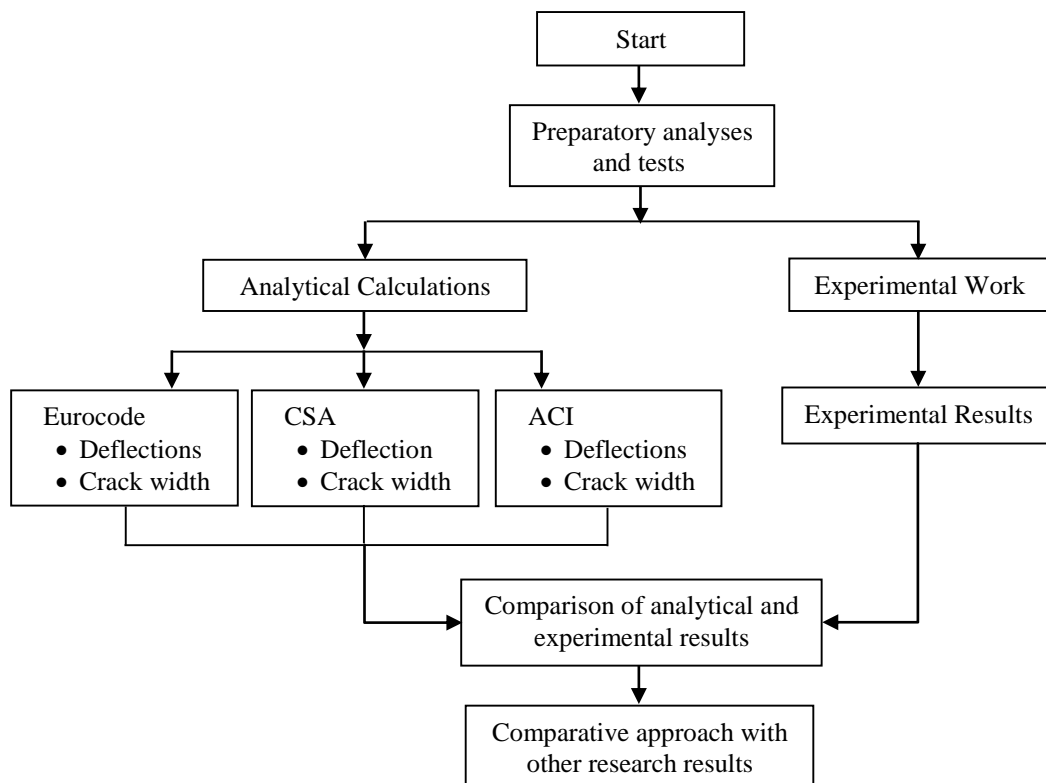 Start
Preparatory analyses
and tests
Analytical Calculations
Experimental Work
Eurocode
• Deflections
• Crack width
CSA
• Deflection
• Crack width
ACI
• Deflections
• Crack width
Experimental Results
Comparison of analytical and
experimental results
Comparative approach with
other research results